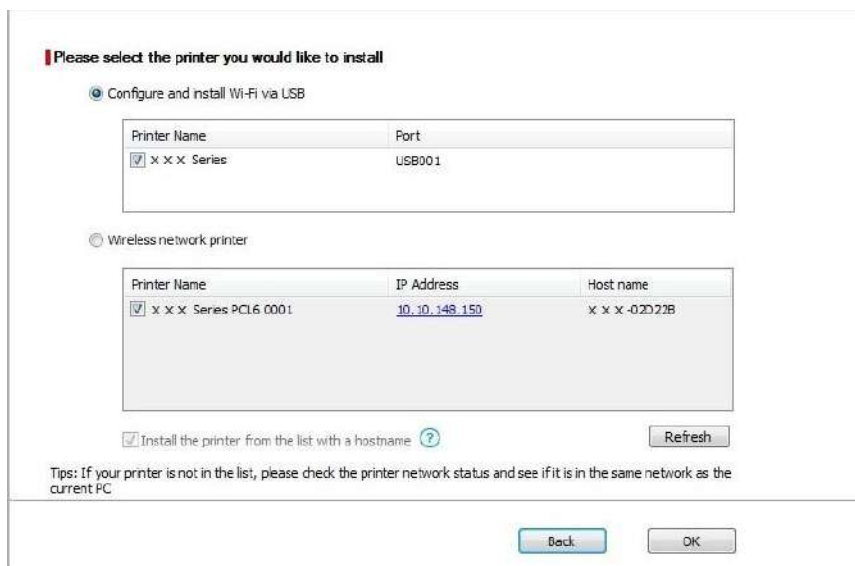 Please select the printer you would like to install
Configure and install Wi-Fi via USB
Printer Name Port
X X X Series USB001
Wireless network printer
Printer Name IP Address Host name
X X X Series PCL6 0001 10.10.148.150 X X X-02D22B
Install the printer from the list with a hostname ?
Refresh
Tips: If your printer is not in the list, please check the printer network status and see if it is in the same network as the
current PC
Back OK